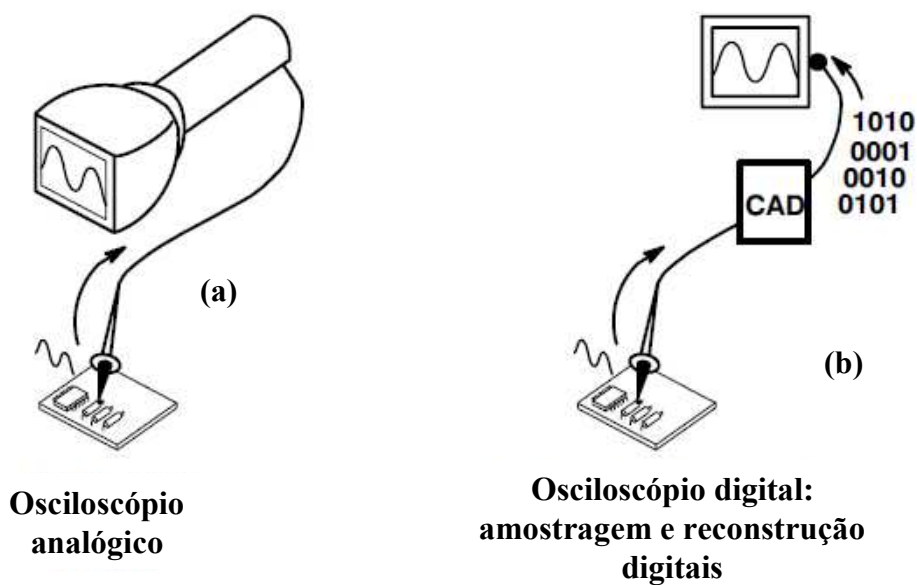 (a)
Osciloscópio
analógico
1010
0001
0010
0101
CAD
(b)
Osciloscópio digital:
amostragem e reconstrução
digitais